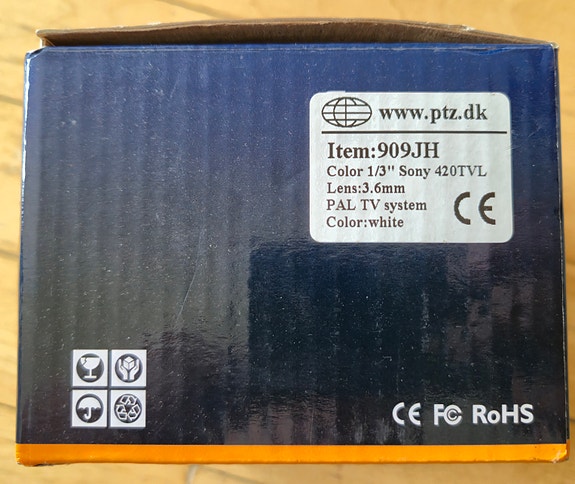 www.ptz.dk
Item:909JH
Color 1/3" Sony 420TVL
Lens:3.6mm
PAL TV system
Color:white
CE
CE FC RoHS